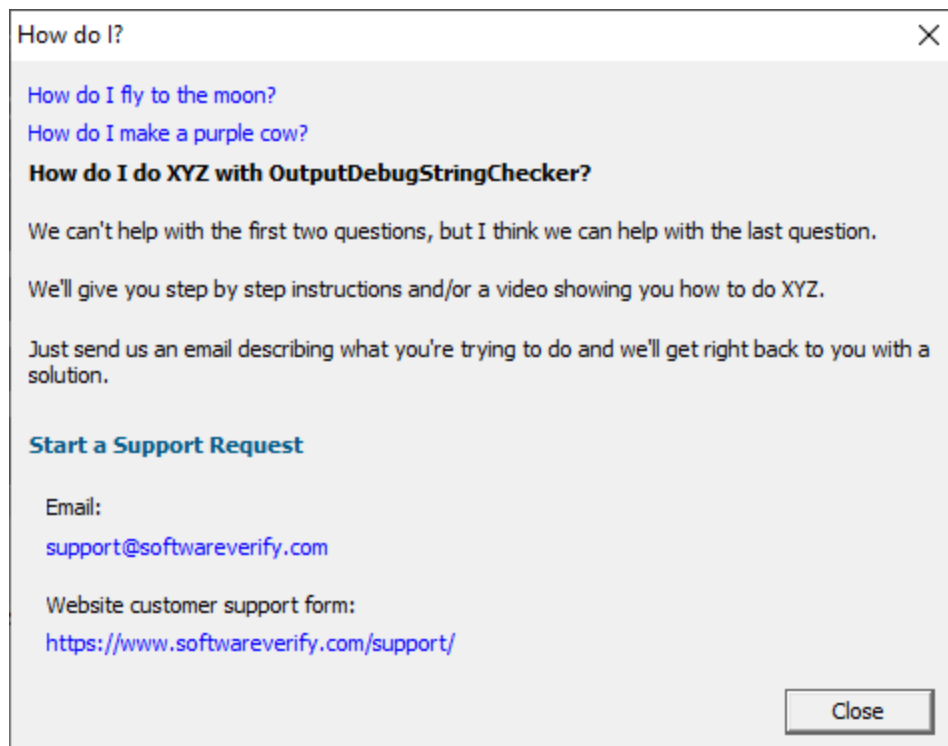 How do I?
How do I fly to the moon?
How do I make a purple cow?
How do I do XYZ with OutputDebugStringChecker?
We can't help with the first two questions, but I think we can help with the last question.
We'll give you step by step instructions and/or a video showing you how to do XYZ.
Just send us an email describing what you're trying to do and we'll get right back to you with a
solution.
Start a Support Request
Email:
support@softwareverify.com
Website customer support form:
https://www.softwareverify.com/support/
Close